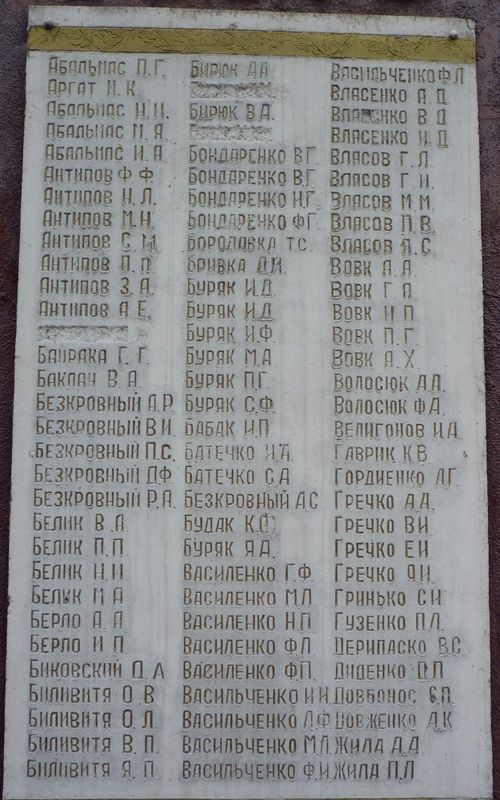 АБАЛЬМАС П.Г.
АРГАТ И.К.
АБАЛЬМАС И.И.
АБАЛЬМАС М.А.
АБАЛЬМАС И.А
АНТИПОВ Ф.Ф.
АНТИПОВ Н.Л.
АНТИПОВ М.Н.
АНТИПОВ С.М.
АНТИПОВ П.П
АНТИПОВ З.А.
АНТИПОВ А.Е.
БАЙРАКА Г.Г.
БАКЛАН В.А.
БЕЗКРОВНЫЙ А.Р
БЕЗКРОВНЫЙ В.И.
БЕЗКРОВНЫЙ П.С.
БЕЗКРОВНЫЙ Д.Ф.
БЕЗКРОВНЫЙ Р.А.
БЕЛИК В.А
БЕЛИК П.П
БЕЛИК И.И
БЕЛИК М.А
БЕРЛО А.А
БЕРЛО И.П
БИКОВСКИЙ Д.А
БИЛИВИТЯ О.В
БИЛИВИТЯ О.Л.
БИЛИВИТЯ В.П.
БИЛИВИТЯ Я.П
БИРЮК А.А.
БИРЮК В.А.
БОНДАРЕНКО В.Г.
БОНДАРЕНКО В.Г.
БОНДАРЕНКО И.Г.
БОНДАРЕНКО Ф.Г.
БОРОДАВКА Т.С.
БРИВКА Д.И.
БУРЯК И.Д.
БУРЯК И.Д
БУРЯК И.Ф.
БУРЯК М.А
БУРЯК П.Г.
БУРЯК С.Ф.
БАБАК И.П
БАТЕЧКО И.А.
БАТЕЧКО С.А
БЕЗКРОВНЫЙ А.С
БУДАК К.Ф
БУРЯК Я.Д.
ВАСИЛЕНКО Г.Ф
ВАСИЛЕНКО М.П
ВАСИЛЕНКО Н.П
ВАСИЛЕНКО Ф.П
ВАСИЛЕНКО Ф.П.
ВАСИЛЬЧЕНКО И.И
ВАСИЛЬЧЕНКО Л.Ф
ВАСИЛЬЧЕНКО М.П
ВАСИЛЬЧЕНКО Ф.И
ВАСИЛЬЧЕНКО Ф.П
ВЛАСЕНКО А.Д
ВЛАСЕНКО В.Д
ВЛАСЕНКО И.Д
ВЛАСОВ Г.Л
ВЛАСОВ Г.И.
ВЛАСОВ М.М.
ВЛАСОВ П.В.
ВЛАСОВ Я.С.
ВОВК А.А.
ВОВК Г.А
ВОВК И.П
ВОВК П.Г.
ВОВК А.Х.
ВОЛОСЮК Д.А.
ВОЛОСЮК Ф.А.
ВЕЛИГОНОВ И.Д.
ГАВРИК К.В
ГОРДИЕНКО А.Г.
ГРЕЧКО А.А.
ГРЕЧКО В.И
ГРЕЧКО Е.И
ГРЕЧКО Я.И.
ГРИНЬКО С.И
ГУЗЕНКО П.Л.
ДЕРИПАСКО В.С.
ДИДЕНКО П.П
ДОВБОНОС Б.П.
ДОВЖЕНКО Д.К
ЖИЛА Д.А
ЖИЛА П.Л